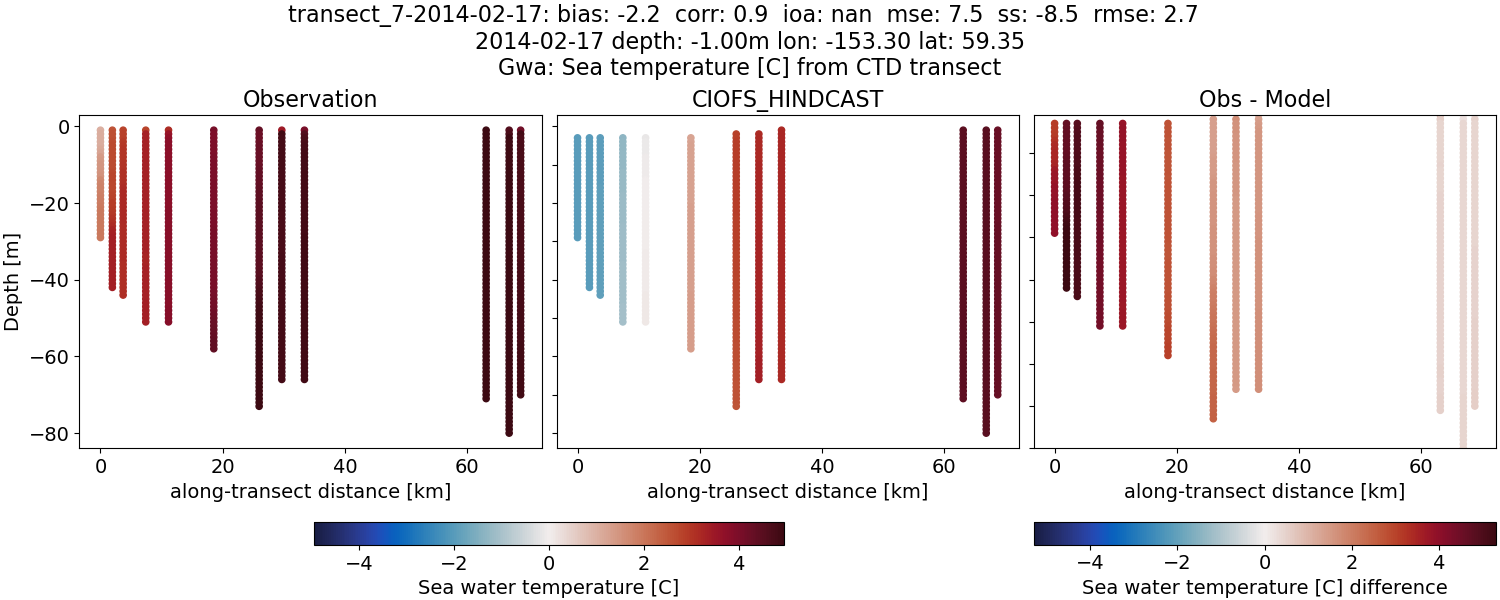 transect_7-2014-02-17: bias: -2.2  corr: 0.9  ioa: nan  mse: 7.5  ss: -8.5  rmse: 2.7
2014-02-17 depth: -1.00m lon: -153.30 lat: 59.35
Gwa: Sea temperature [C] from CTD transect
Observation
CIOFS_HINDCAST
Obs - Model
0
−20
−40
−60
−80
Depth [m]
0 20 40 60
0 20 40 60
0 20 40 60
along-transect distance [km]
along-transect distance [km]
along-transect distance [km]
−4 −2 0 2 4
−4 −2 0 2 4
Sea water temperature [C]
Sea water temperature [C] difference